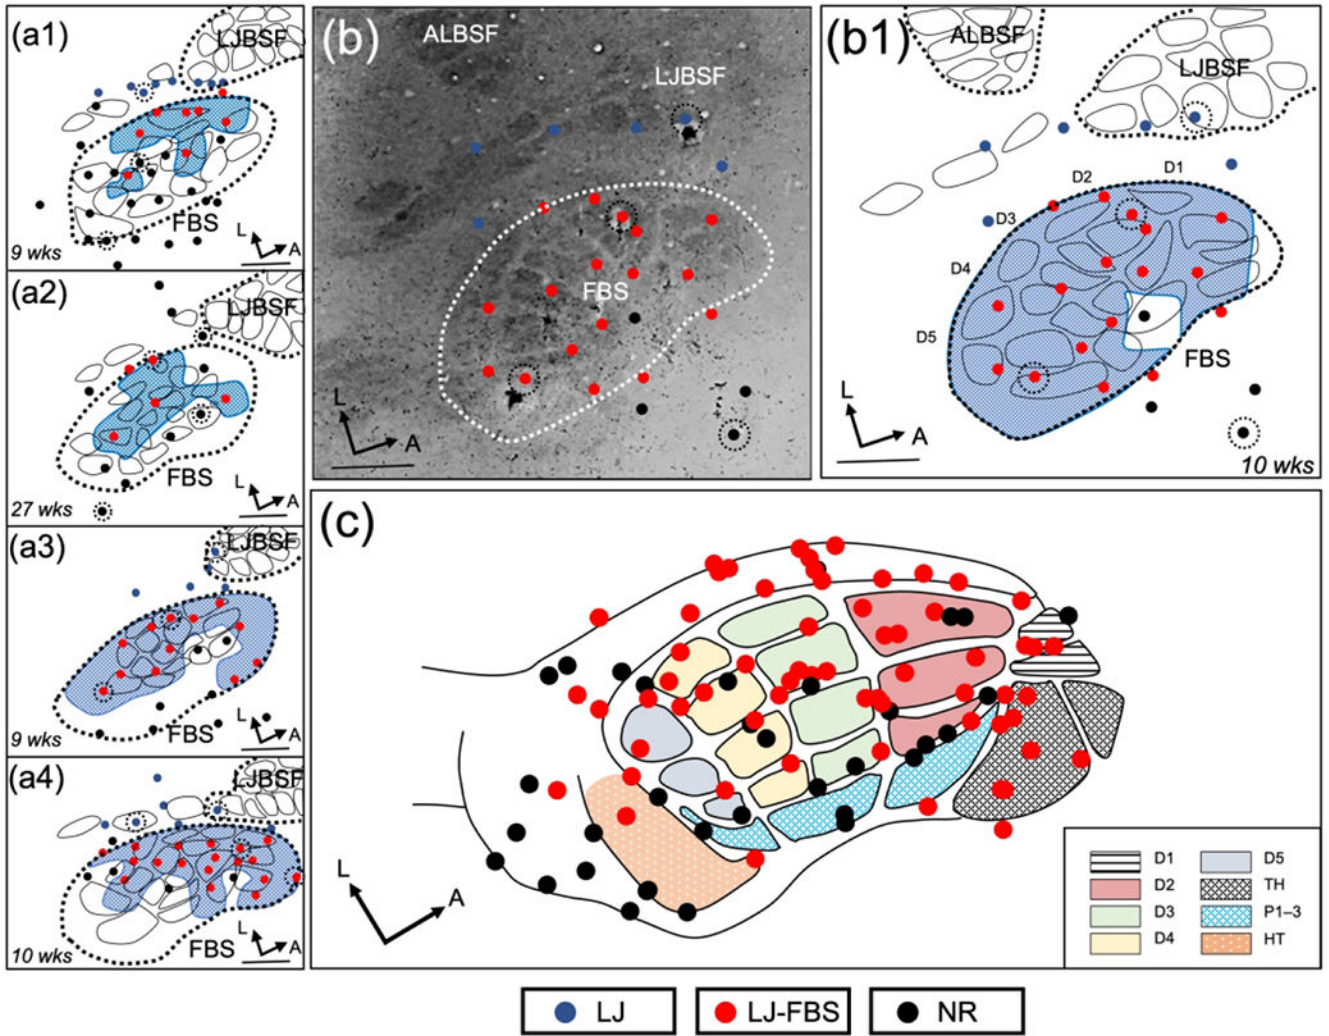 (a1)
LJBSF
FBS
9 wks
L
A
(a2)
LJBSF
FBS
27 wks
L
A
(a3)
LJBSF
FBS
9 wks
L
A
(a4)
LJBSF
FBS
10 wks
L
A
(b)
ALBSF
LJBSF
FBS
L
A
(b1)
ALBSF
LJBSF
D1
D2
D3
D4
D5
FBS
L
A
10 wks
(c)
L
A
D1
D2
D3
D4
D5
TH
P1–3
HT
LJ
LJ-FBS
NR